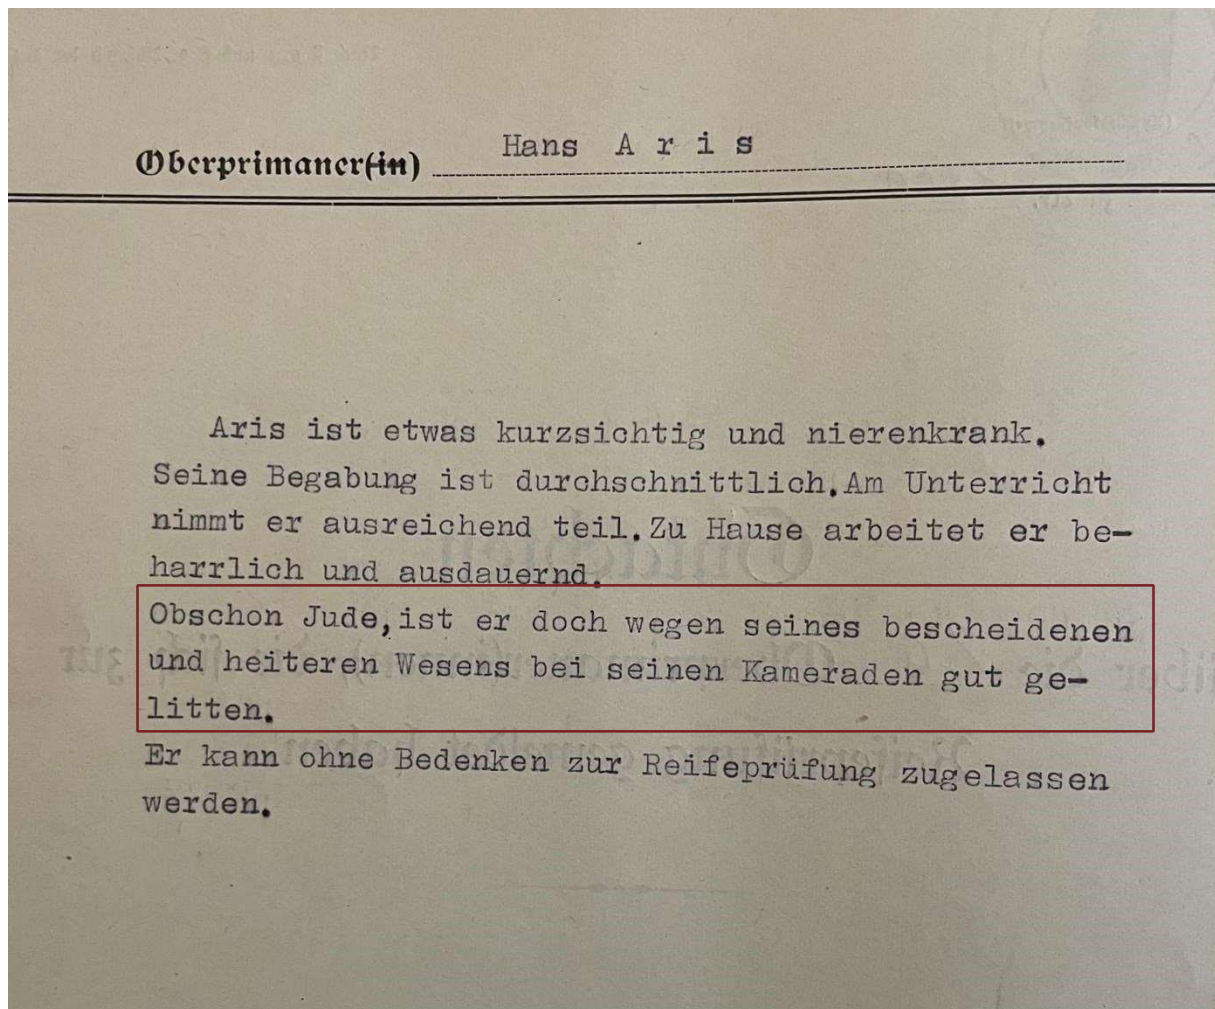 Oberprimaner(in) Hans Aris
Aris ist etwas kurzsichtig und nierenkrank.
Seine Begabung ist durchschnittlich.Am Unterricht
nimmt er ausreichend teil.Zu Hause arbeitet er be-
harrlich und ausdauernd.
Obschon Jude,ist er doch wegen seines bescheidenen
und heiteren Wesens bei seinen Kameraden gut ge-
litten.
Er kann ohne Bedenken zur Reifeprüfung zugelassen
werden.